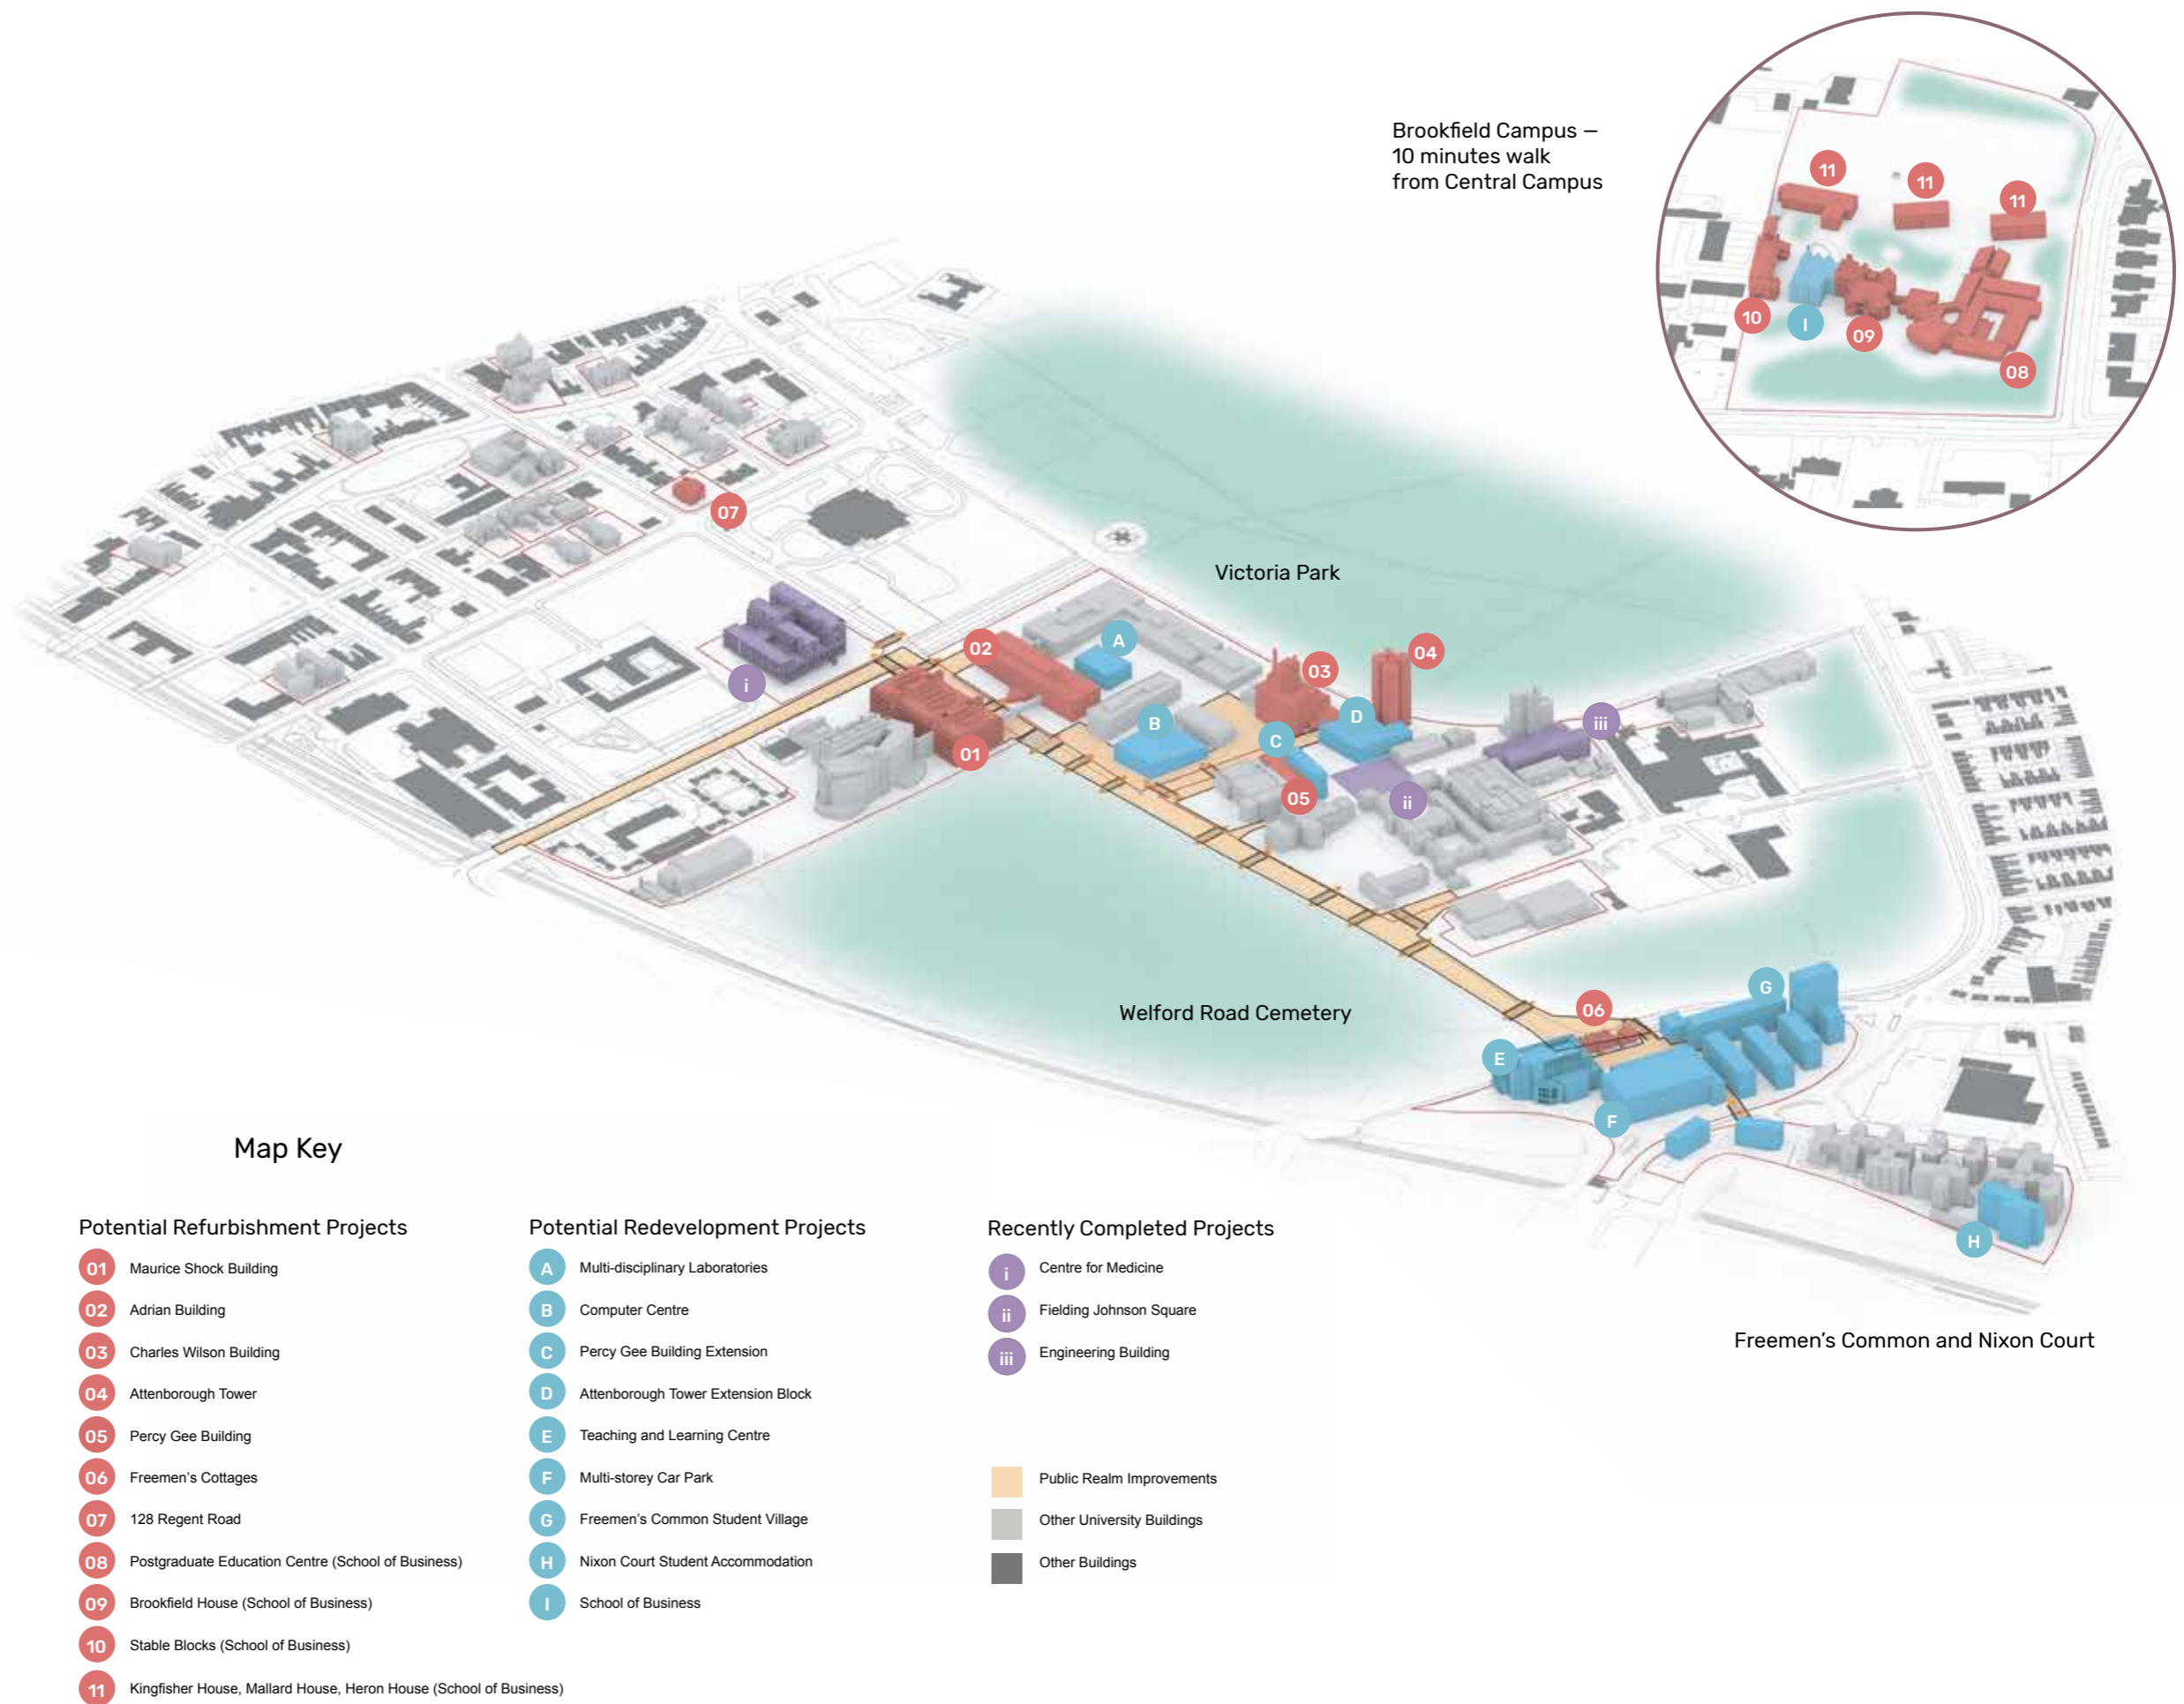 Brookfield Campus –
10 minutes walk
from Central Campus
11
11
11
10
I
09
08
07
Victoria Park
i
02
A
03
04
01
B
C
D
05
ii
iii
Welford Road Cemetery
06
G
E
F
H
Freemen's Common and Nixon Court
Map Key
Potential Refurbishment Projects
01 Maurice Shock Building
02 Adrian Building
03 Charles Wilson Building
04 Attenborough Tower
05 Percy Gee Building
06 Freemen's Cottages
07 128 Regent Road
08 Postgraduate Education Centre (School of Business)
09 Brookfield House (School of Business)
10 Stable Blocks (School of Business)
11 Kingfisher House, Mallard House, Heron House (School of Business)
Potential Redevelopment Projects
A Multi-disciplinary Laboratories
B Computer Centre
C Percy Gee Building Extension
D Attenborough Tower Extension Block
E Teaching and Learning Centre
F Multi-storey Car Park
G Freemen's Common Student Village
H Nixon Court Student Accommodation
I School of Business
Recently Completed Projects
i Centre for Medicine
ii Fielding Johnson Square
iii Engineering Building
Public Realm Improvements
Other University Buildings
Other Buildings